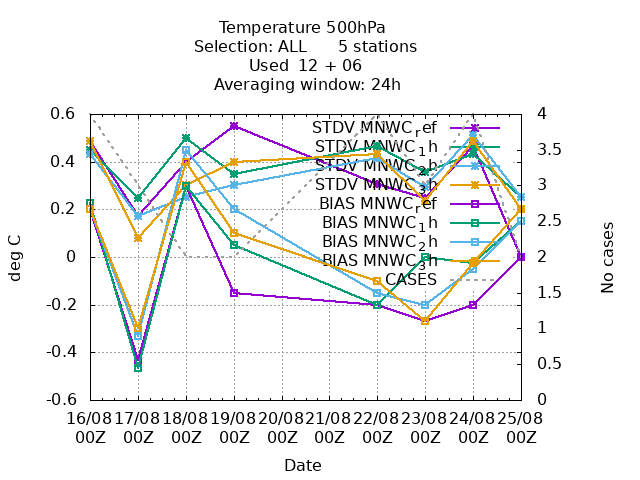 Temperature 500hPa
Selection: ALL 5 stations
Used 12 + 06
Averaging window: 24h
0.6
0.4
0.2
0
-0.2
-0.4
-0.6
deg C
4
3.5
3
2.5
2
1.5
1
0.5
0
No cases
STDV MNWC_ref
STDV MNWC_1h
STDV MNWC_2h
STDV MNWC_3h
BIAS MNWC_ref
BIAS MNWC_1h
BIAS MNWC_2h
BIAS MNWC_3h
CASES
16/08 17/08 18/08 19/08 20/08 21/08 22/08 23/08 24/08 25/08
00Z 00Z 00Z 00Z 00Z 00Z 00Z 00Z 00Z 00Z
Date